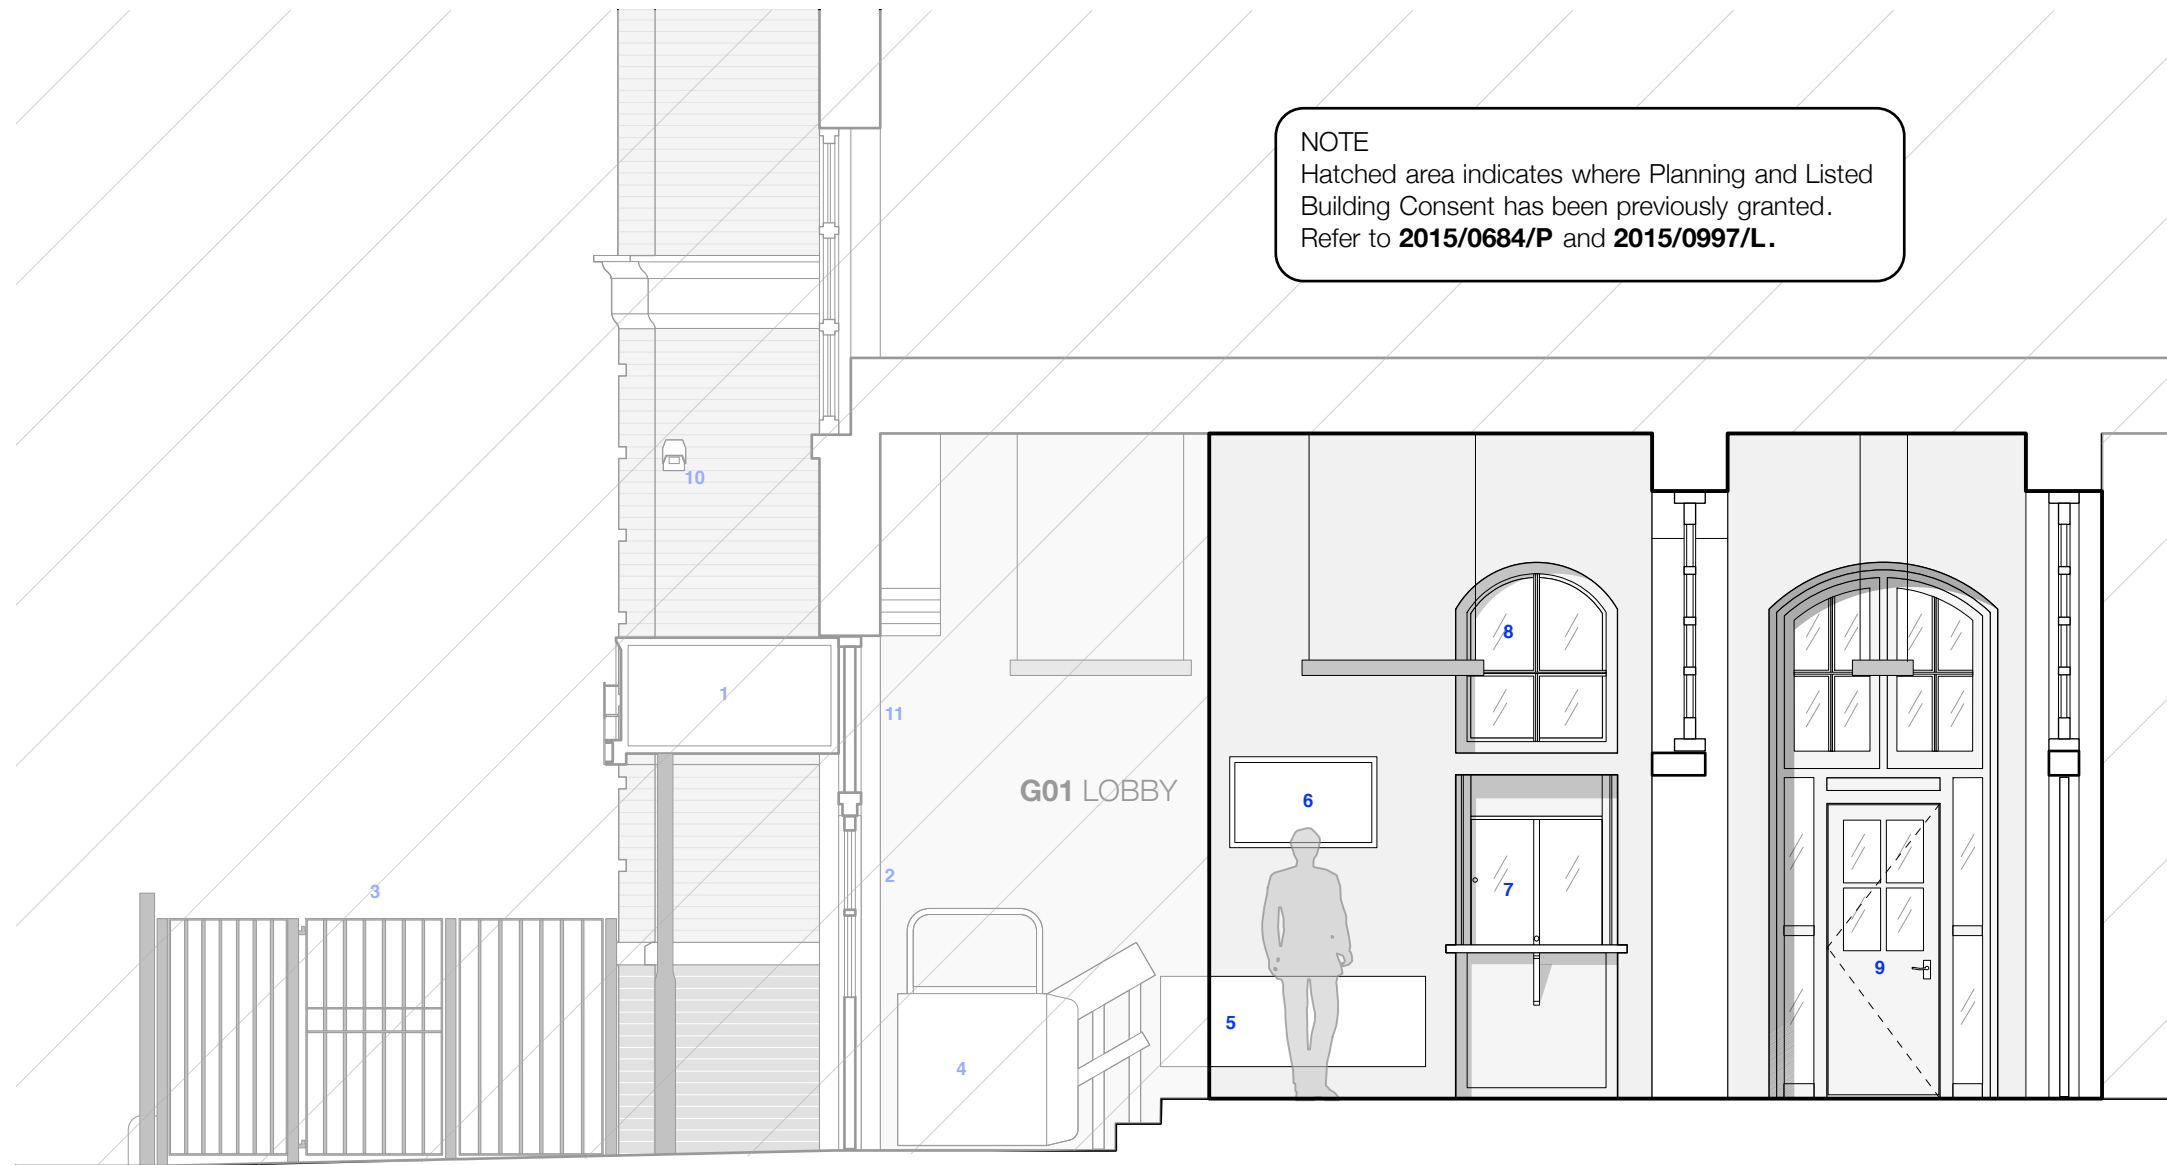 NOTE
Hatched area indicates where Planning and Listed
Building Consent has been previously granted.
Refer to 2015/0684/P and 2015/0997/L.
10
8
1
11
G01 LOBBY
6
2
7
3
9
5
4